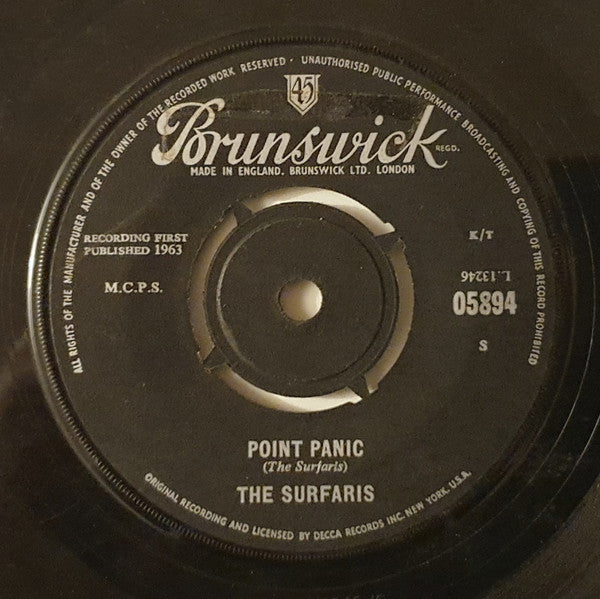 ALL RIGHTS OF THE MANUFACTURER AND OF THE OWNER OF THE RECORDED WORK RESERVED · UNAUTHORISED PUBLIC PERFORMANCE BROADCASTING AND COPYING OF THIS RECORD PROHIBITED
45
Brunswick REGD.
MADE IN ENGLAND. BRUNSWICK LTD. LONDON
RECORDING FIRST
PUBLISHED 1963
K/T
M.C.P.S.
L.13246
05894
S
POINT PANIC
(The Surfaris)
THE SURFARIS
ORIGINAL RECORDING AND LICENSED BY DECCA RECORDS INC. NEW YORK. U.S.A.